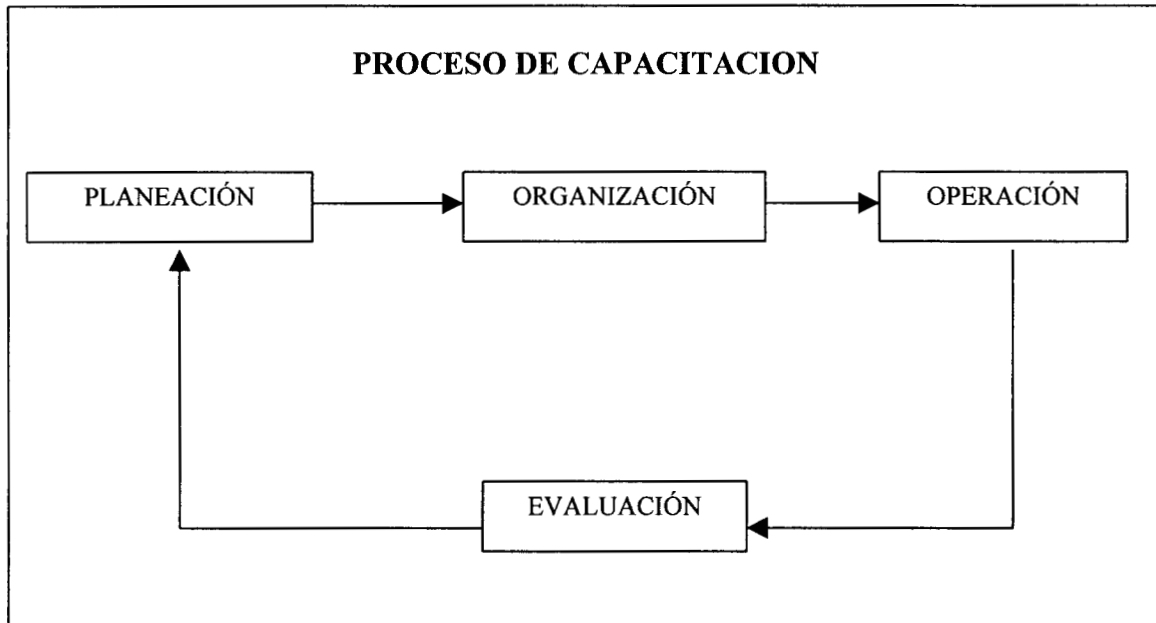 PROCESO DE CAPACITACION
PLANEACIÓN
ORGANIZACIÓN
OPERACIÓN
EVALUACIÓN